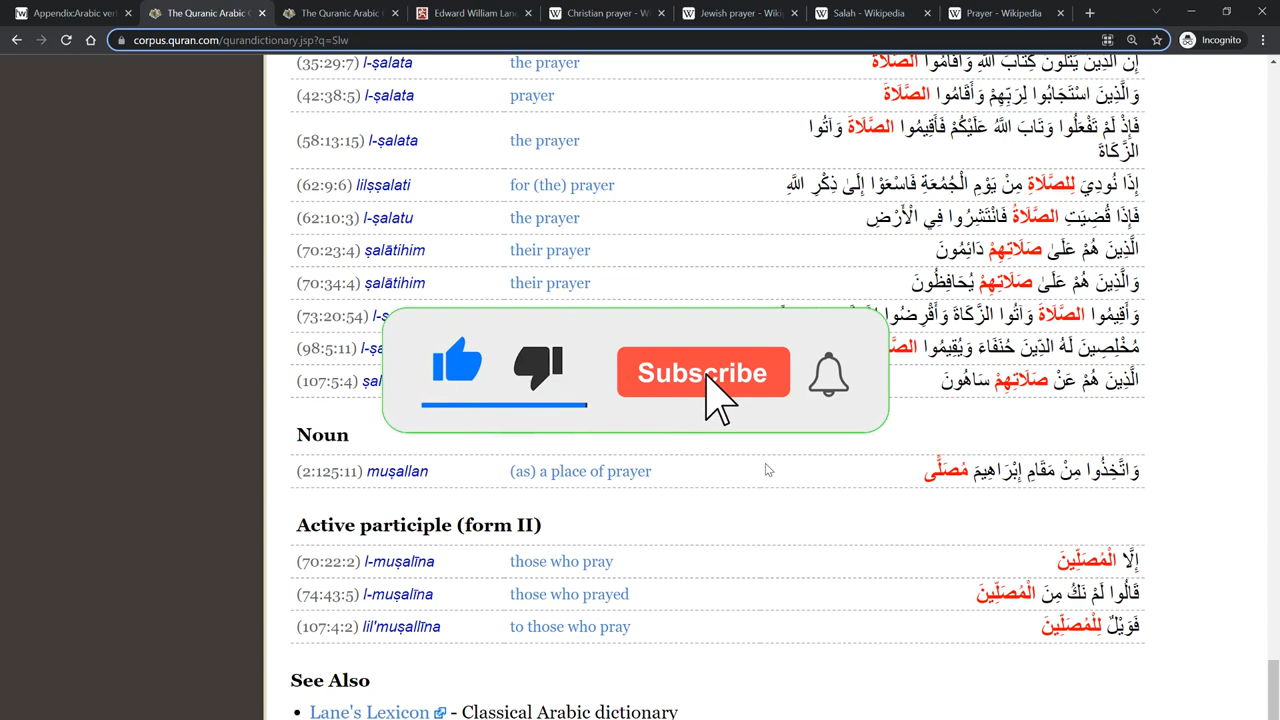 Appendix:Arabic verb
The Quranic Arabic C
The Quranic Arabic C
Edward William Lane
Christian prayer - Wi
Jewish prayer - Wikip
Salah - Wikipedia
Prayer - Wikipedia
corpus.quran.com/qurandictionary.jsp?q=Slw
Incognito
(35:29:7) l-ṣalata the prayer إِنَّ الَّذِينَ يَتْلُونَ كِتَابَ اللَّهِ وَأَقَامُوا الصَّلَاةَ
(42:38:5) l-ṣalata prayer وَالَّذِينَ اسْتَجَابُوا لِرَبِّهِمْ وَأَقَامُوا الصَّلَاةَ
(58:13:15) l-ṣalata the prayer فَإِذْ لَمْ تَفْعَلُوا وَتَابَ اللَّهُ عَلَيْكُمْ فَأَقِيمُوا الصَّلَاةَ وَآتُوا
الزَّكَاةَ
(62:9:6) lilṣṣalati for (the) prayer إِذَا نُودِيَ لِلصَّلَاةِ مِنْ يَوْمِ الْجُمُعَةِ فَاسْعَوْا إِلَىٰ ذِكْرِ اللَّهِ
(62:10:3) l-ṣalatu the prayer فَإِذَا قُضِيَتِ الصَّلَاةُ فَانْتَشِرُوا فِي الْأَرْضِ
(70:23:4) ṣalātihim their prayer الَّذِينَ هُمْ عَلَىٰ صَلَاتِهِمْ دَائِمُونَ
(70:34:4) ṣalātihim their prayer وَالَّذِينَ هُمْ عَلَىٰ صَلَاتِهِمْ يُحَافِظُونَ
(73:20:54) وَأَقِيمُوا الصَّلَاةَ وَآتُوا الزَّكَاةَ وَأَقْرِضُوا
(98:5:11) مُخْلِصِينَ لَهُ الدِّينَ حُنَفَاءَ وَيُقِيمُوا
(107:5:4) الَّذِينَ هُمْ عَنْ صَلَاتِهِمْ سَاهُونَ
Subscribe
Noun
(2:125:11) muṣallan (as) a place of prayer وَاتَّخِذُوا مِنْ مَقَامِ إِبْرَاهِيمَ مُصَلًّى
Active participle (form II)
(70:22:2) l-muṣalīna those who pray إِلَّا الْمُصَلِّينَ
(74:43:5) l-muṣalīna those who prayed قَالُوا لَمْ نَكُ مِنَ الْمُصَلِّينَ
(107:4:2) lil'muṣallīna to those who pray فَوَيْلٌ لِلْمُصَلِّينَ
See Also
• Lane's Lexicon - Classical Arabic dictionary